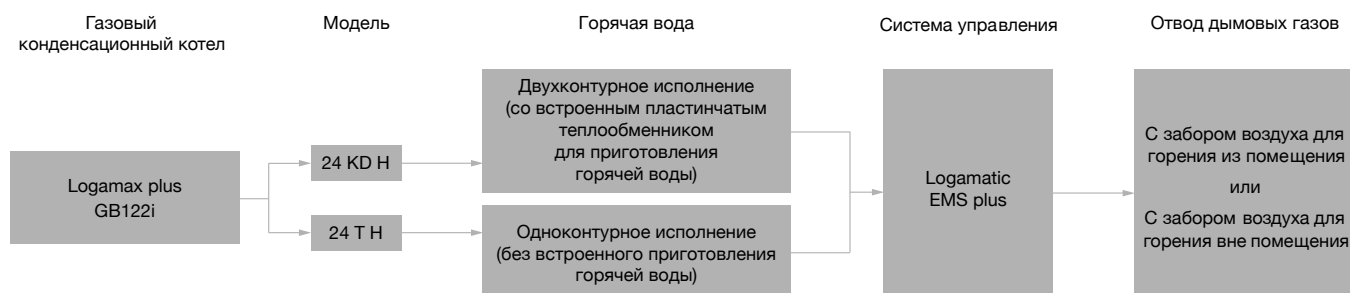 Газовый
конденсационный котел
Модель
Горячая вода
Система управления
Отвод дымовых газов
Logamax plus
GB122i
24 KD H
24 T H
Двухконтурное исполнение
(со встроенным пластинчатым
теплообменником
для приготовления
горячей воды)
Одноконтурное исполнение
(без встроенного приготовления
горячей воды)
Logamatic
EMS plus
С забором воздуха для
горения из помещения
или
С забором воздуха для
горения вне помещения